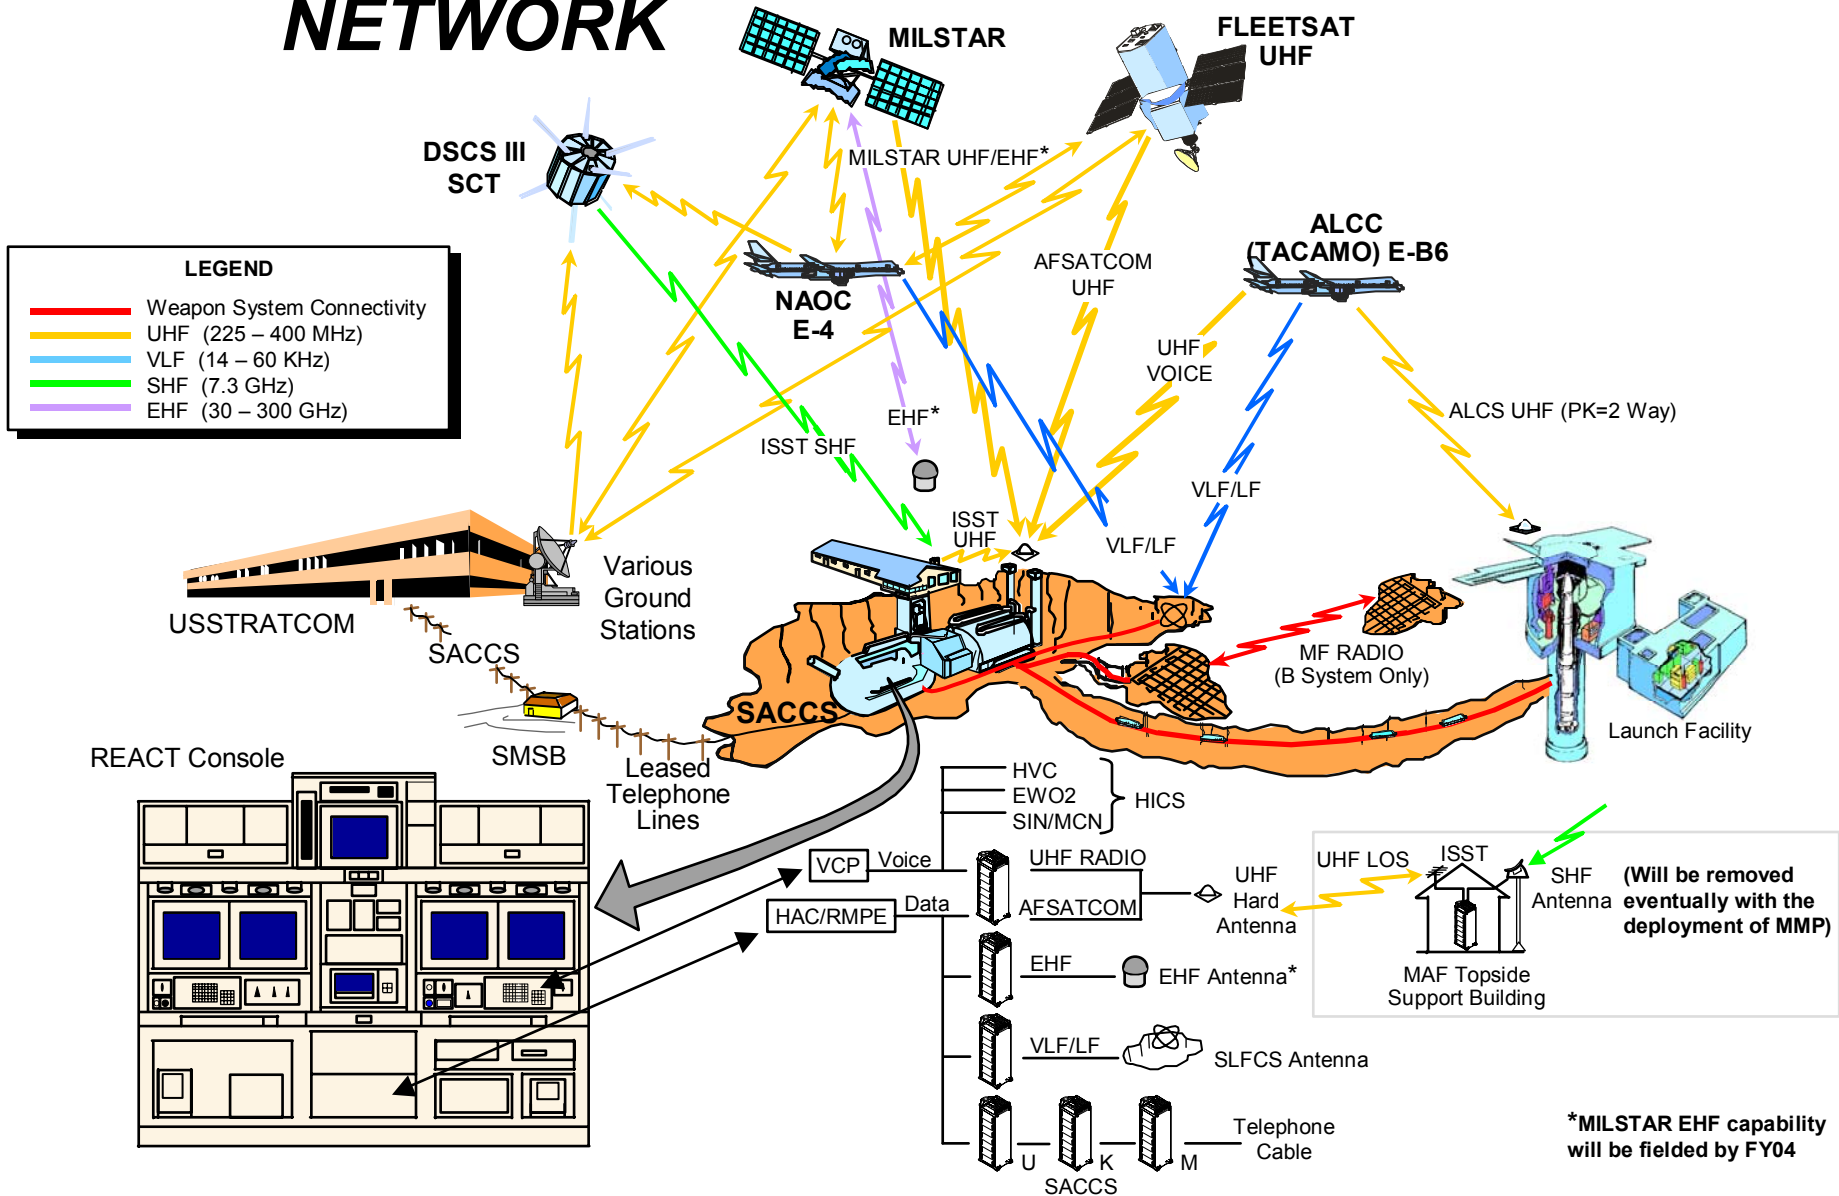 NETWORK
MILSTAR
FLEETSAT
UHF
DSCS III
SCT
MILSTAR UHF/EHF*
ALCC
(TACAMO) E-B6
AFSATCOM
UHF
NAOC
E-4
LEGEND
Weapon System Connectivity
UHF (225 – 400 MHz)
VLF (14 – 60 KHz)
SHF (7.3 GHz)
EHF (30 – 300 GHz)
UHF
VOICE
EHF*
ISST SHF
ALCS UHF (PK=2 Way)
VLF/LF
ISST
UHF
VLF/LF
Various
Ground
Stations
USSTRATCOM
SACCS
MF RADIO
(B System Only)
SACCS
Launch Facility
SMSB
REACT Console
Leased
Telephone
Lines
HVC
EWO2
SIN/MCN
HICS
VCP
Voice
UHF RADIO
HAC/RMPE
Data
AFSATCOM
UHF
Hard
Antenna
UHF LOS
ISST
SHF
Antenna
(Will be removed
eventually with the
deployment of MMP)
MAF Topside
Support Building
EHF
EHF Antenna*
VLF/LF
SLFCS Antenna
U
K
M
SACCS
Telephone
Cable
*MILSTAR EHF capability
will be fielded by FY04